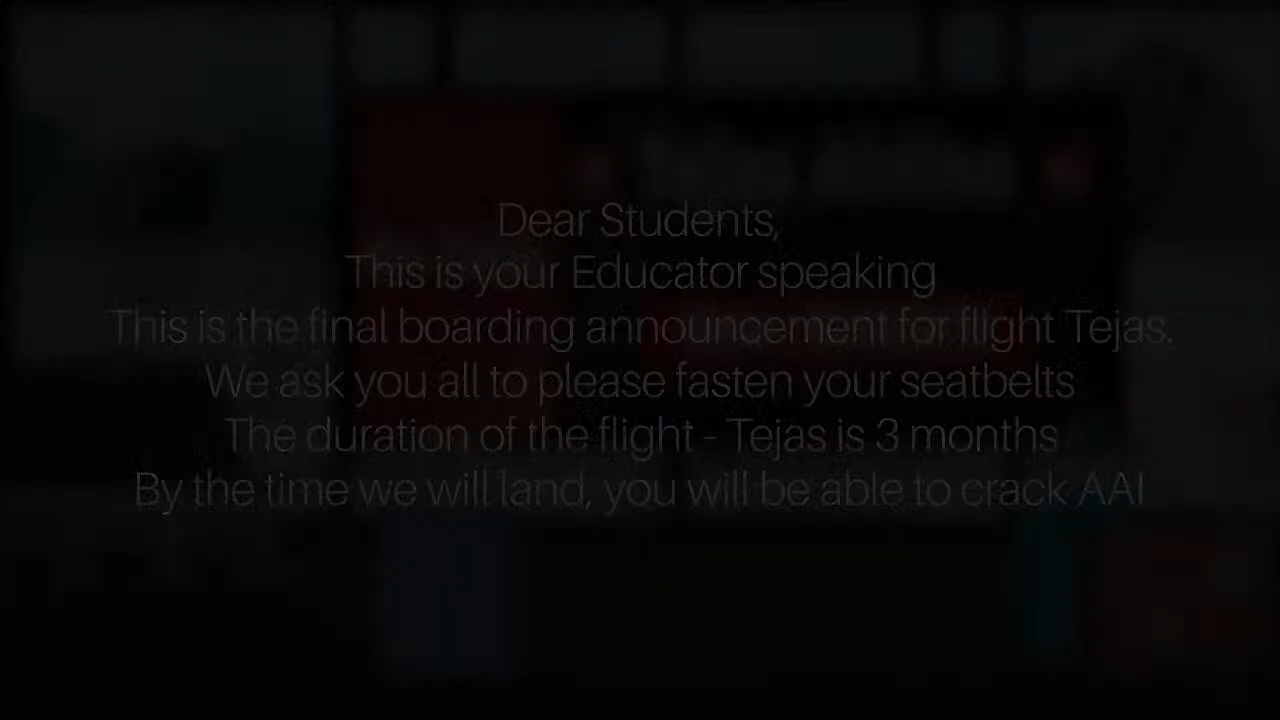 Dear Students,
This is your Educator speaking
This is the final boarding announcement for flight Tejas.
We ask you all to please fasten your seatbelts
The duration of the flight - Tejas is 3 months
By the time we will land, you will be able to crack AAI